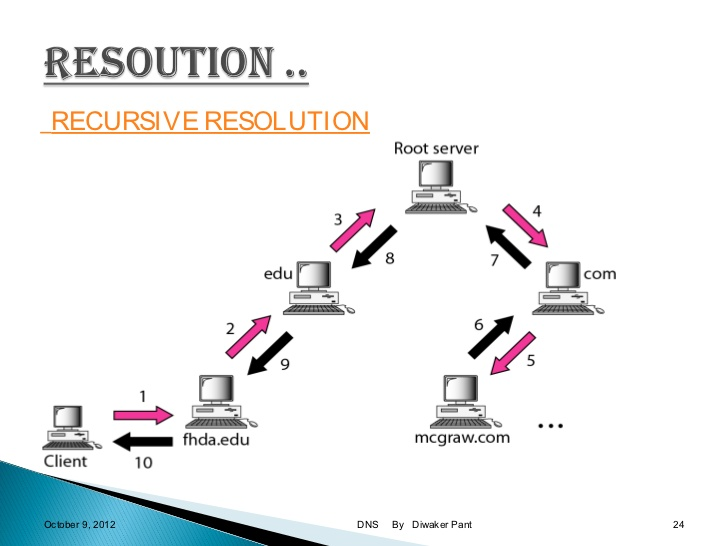 RESOUTION ..
RECURSIVE RESOLUTION
Root server
3
4
8
7
edu
com
2
6
9
5
1
fhda.edu
mcgraw.com
...
Client
10
October 9, 2012
DNS By Diwaker Pant
24